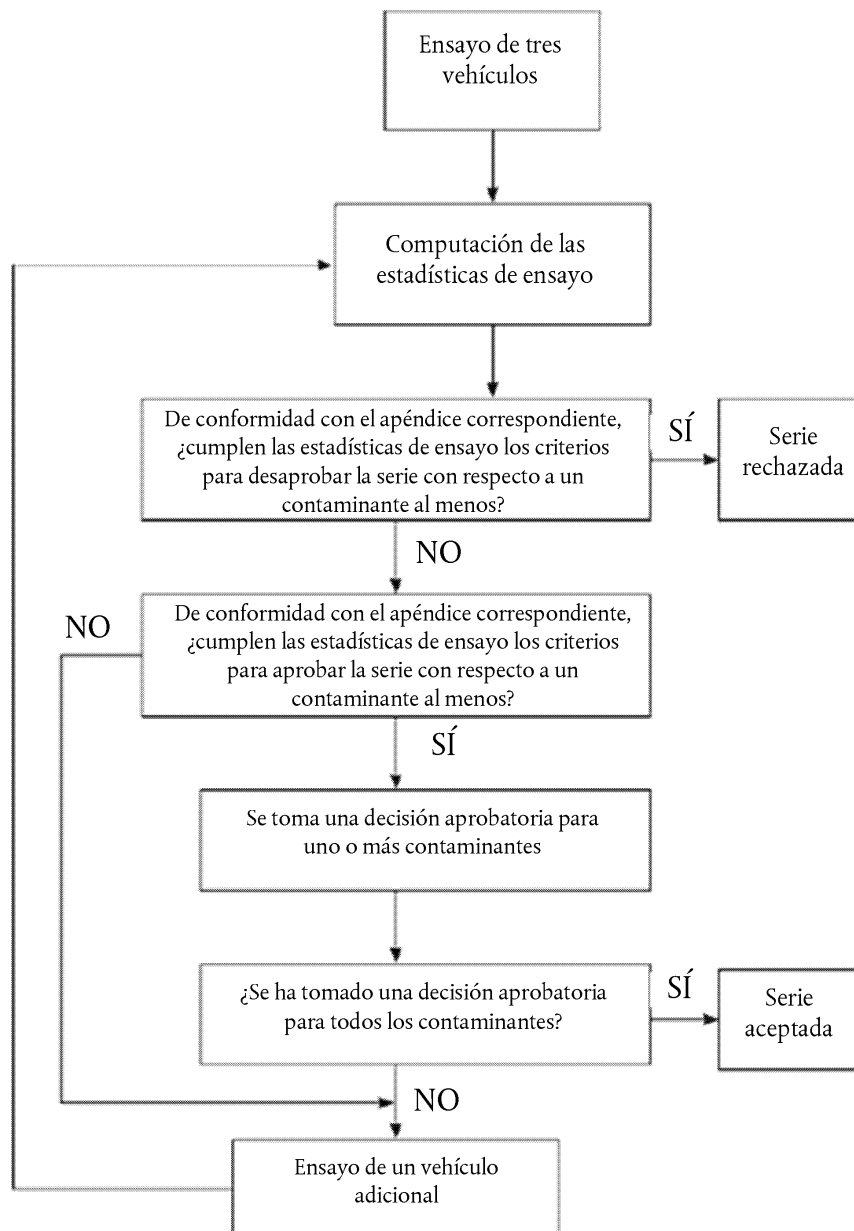 Ensayo de tres
vehículos
Computación de las
estadísticas de ensayo
De conformidad con el apéndice correspondiente,
¿cumplen las estadísticas de ensayo los criterios
para desaprobar la serie con respecto a un
contaminante al menos?
SÍ
Serie
rechazada
NO
De conformidad con el apéndice correspondiente,
¿cumplen las estadísticas de ensayo los criterios
para aprobar la serie con respecto a un
contaminante al menos?
NO
SÍ
Se toma una decisión aprobatoria para
uno o más contaminantes
¿Se ha tomado una decisión aprobatoria
para todos los contaminantes?
SÍ
Serie
aceptada
NO
Ensayo de un vehículo
adicional